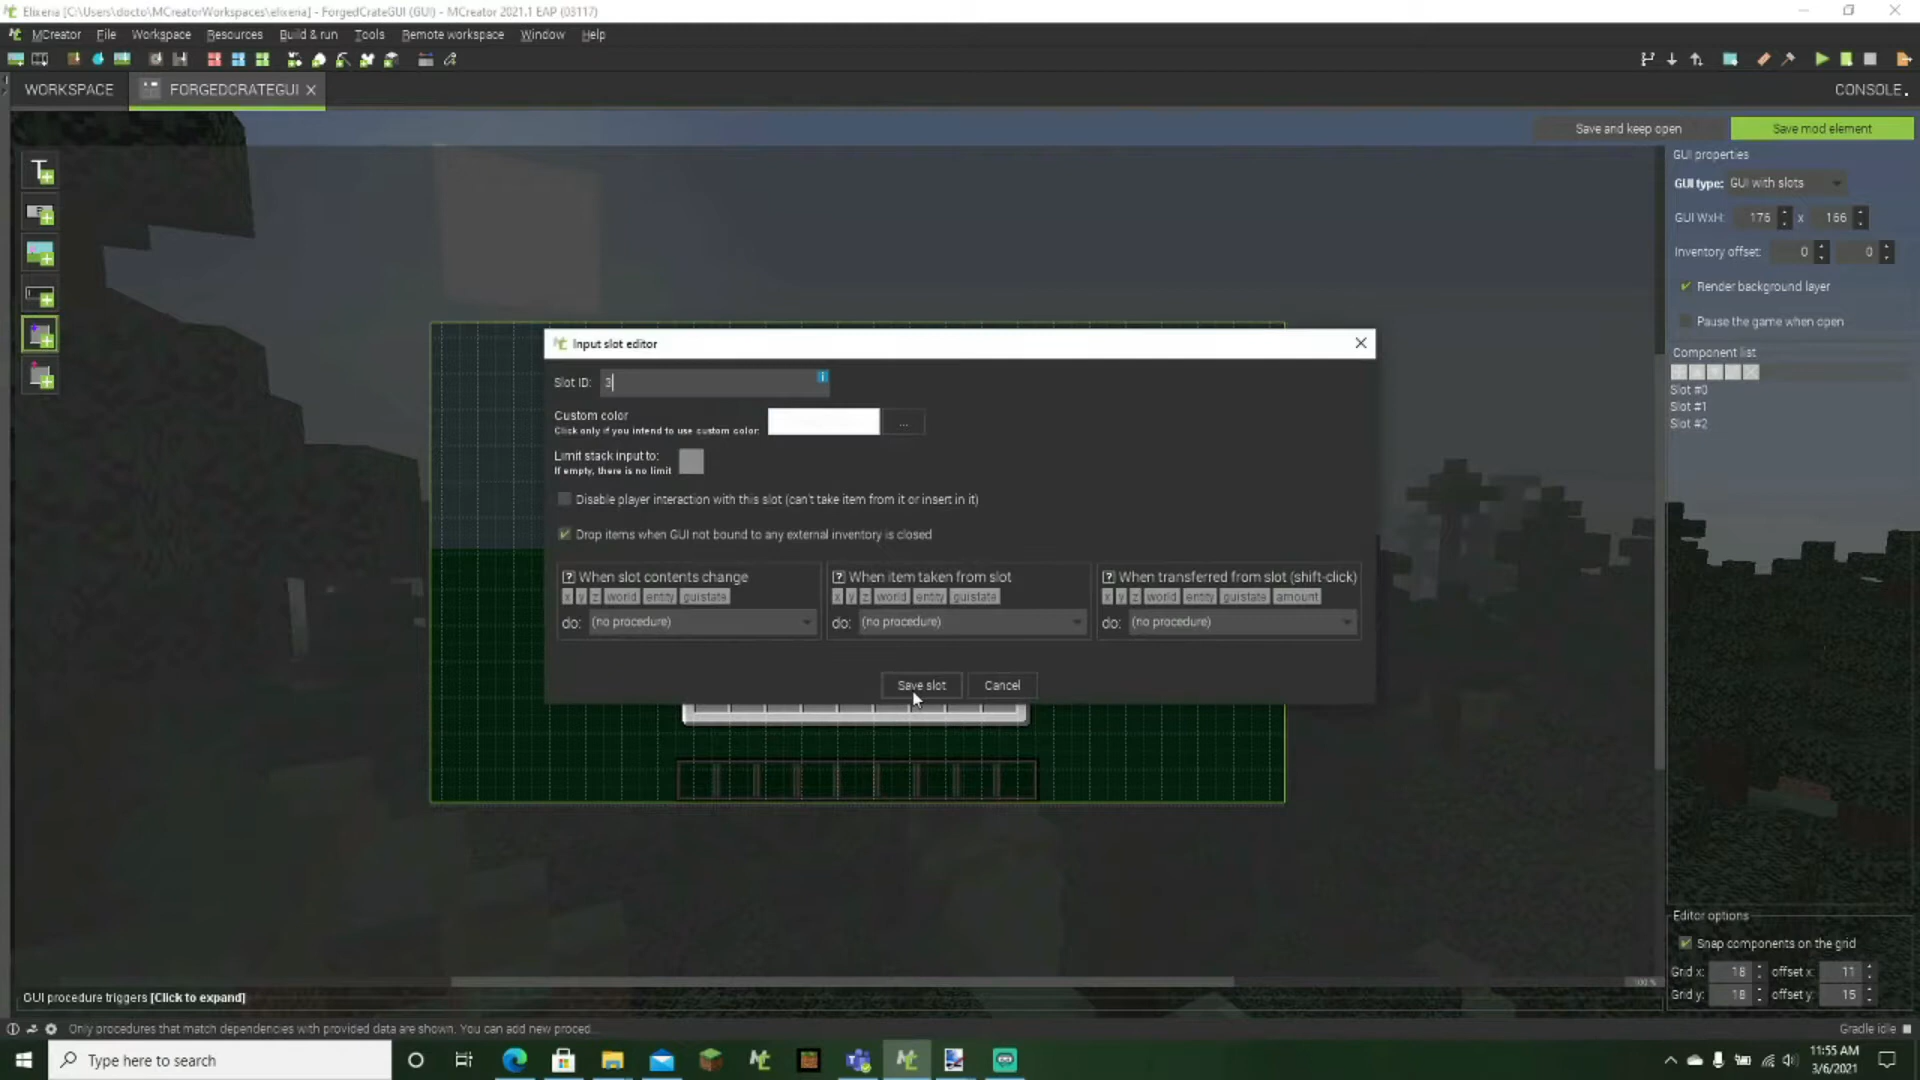 Elixeria [C:\Users\docto\MCreatorWorkspaces\elixeria] - ForgedCrateGUI (GUI) - MCreator 2021.1 EAP (03117)
MCreator File Workspace Resources Build & run Tools Remote workspace Window Help
WORKSPACE FORGEDCRATEGUI CONSOLE
Save and keep open Save mod element
GUI properties
GUI type: GUI with slots
GUI WxH: 176 x 166
Inventory offset: 0 0
Render background layer
Pause the game when open
Component list
Slot #0
Slot #1
Slot #2
Input slot editor
Slot ID: 3
Custom color
Click only if you intend to use custom color:
...
Limit stack input to:
If empty, there is no limit
Disable player interaction with this slot (can't take item from it or insert in it)
Drop items when GUI not bound to any external inventory is closed
When slot contents change
x y z world entity guistate
do: (no procedure)
When item taken from slot
x y z world entity guistate
do: (no procedure)
When transferred from slot (shift-click)
x y z world entity guistate amount
do: (no procedure)
Save slot Cancel
Editor options
Snap components on the grid
Grid x: 18 offset x: 11
Grid y: 18 offset y: 15
100 %
GUI procedure triggers [Click to expand]
Only procedures that match dependencies with provided data are shown. You can add new proced...
Gradle idle
Type here to search
11:55 AM
3/6/2021